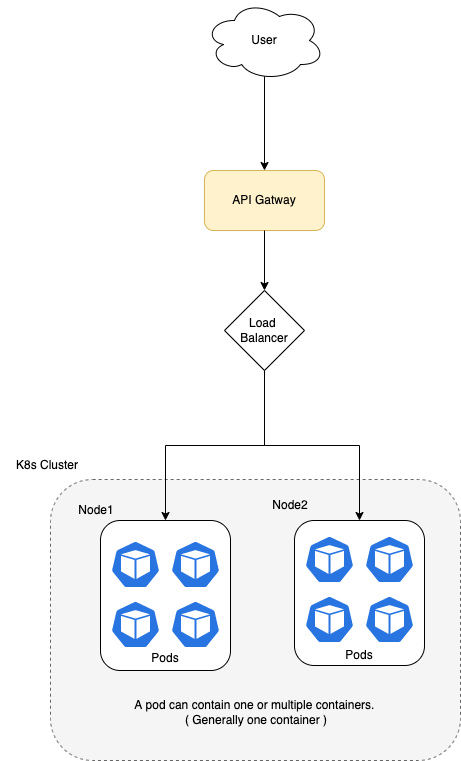 User
API Gatway
Load
Balancer
K8s Cluster
Node1
Node2
Pods
Pods
A pod can contain one or multiple containers.
( Generally one container )